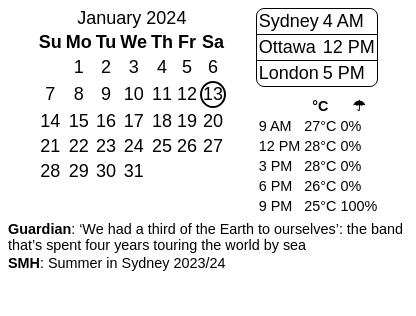 January 2024
Su Mo Tu We Th Fr Sa
1 2 3 4 5 6
7 8 9 10 11 12 13
14 15 16 17 18 19 20
21 22 23 24 25 26 27
28 29 30 31
Sydney 4 AM
Ottawa 12 PM
London 5 PM
°C ☂
9 AM 27°C 0%
12 PM 28°C 0%
3 PM 28°C 0%
6 PM 26°C 0%
9 PM 25°C 100%
Guardian: ‘We had a third of the Earth to ourselves’: the band
that’s spent four years touring the world by sea
SMH: Summer in Sydney 2023/24